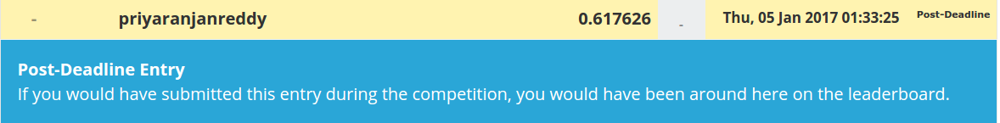 - priyaranjanreddy 0.617626 - Thu, 05 Jan 2017 01:33:25 Post-Deadline
Post-Deadline Entry
If you would have submitted this entry during the competition, you would have been around here on the leaderboard.